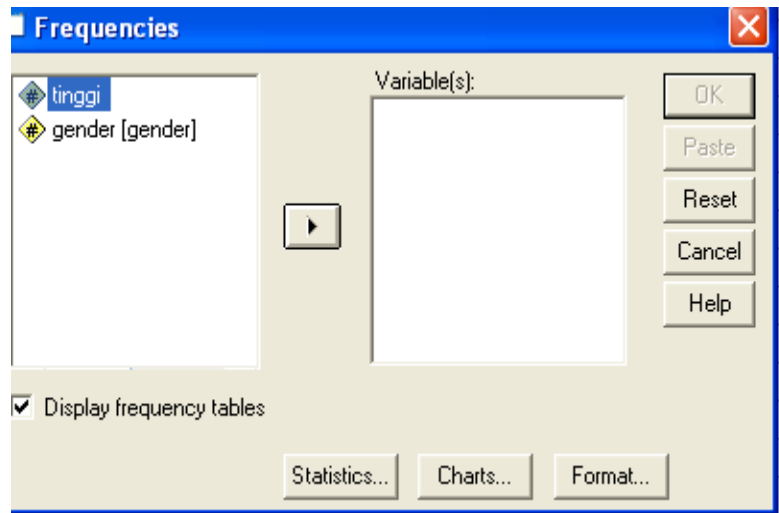 Frequencies
tinggi
gender [gender]
Variable(s):
OK
Paste
Reset
Cancel
Help
Display frequency tables
Statistics...
Charts...
Format...